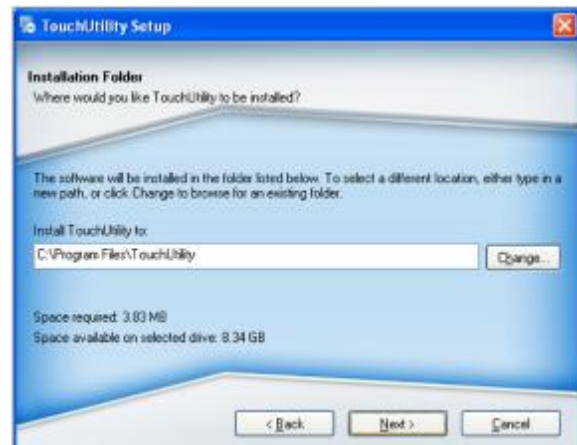 TouchUtility Setup
Installation Folder
Where would you like TouchUtility to be installed?
The software will be installed in the folder listed below. To select a different location, either type in a
new path, or click Change to browse for an existing folder.
Install TouchUtility to:
C:\Program Files\TouchUtility
Change...
Space required: 3.83 MB
Space available on selected drive: 8.34 GB
< Back
Next >
Cancel